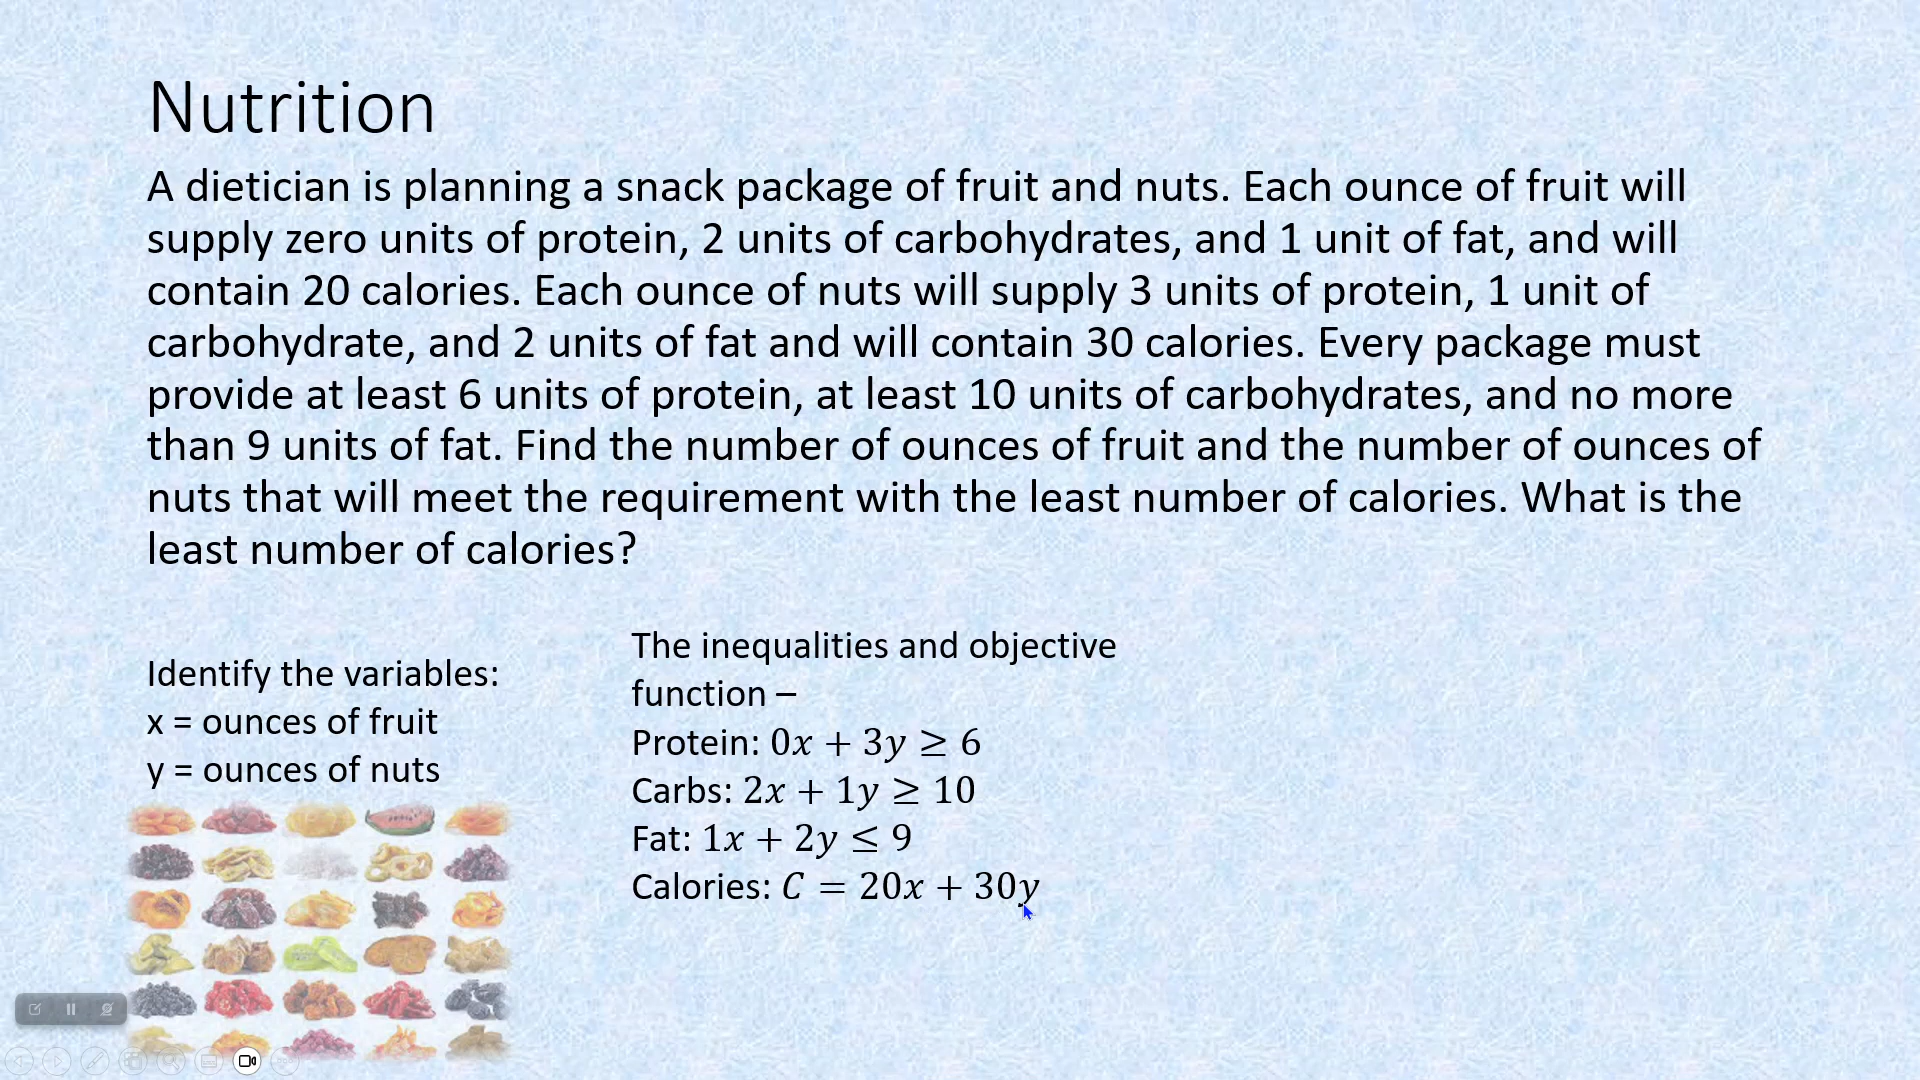 Nutrition
A dietician is planning a snack package of fruit and nuts. Each ounce of fruit will
supply zero units of protein, 2 units of carbohydrates, and 1 unit of fat, and will
contain 20 calories. Each ounce of nuts will supply 3 units of protein, 1 unit of
carbohydrate, and 2 units of fat and will contain 30 calories. Every package must
provide at least 6 units of protein, at least 10 units of carbohydrates, and no more
than 9 units of fat. Find the number of ounces of fruit and the number of ounces of
nuts that will meet the requirement with the least number of calories. What is the
least number of calories?
Identify the variables:
x = ounces of fruit
y = ounces of nuts
The inequalities and objective
function –
Protein: 0x + 3y ≥ 6
Carbs: 2x + 1y ≥ 10
Fat: 1x + 2y ≤ 9
Calories: C = 20x + 30y